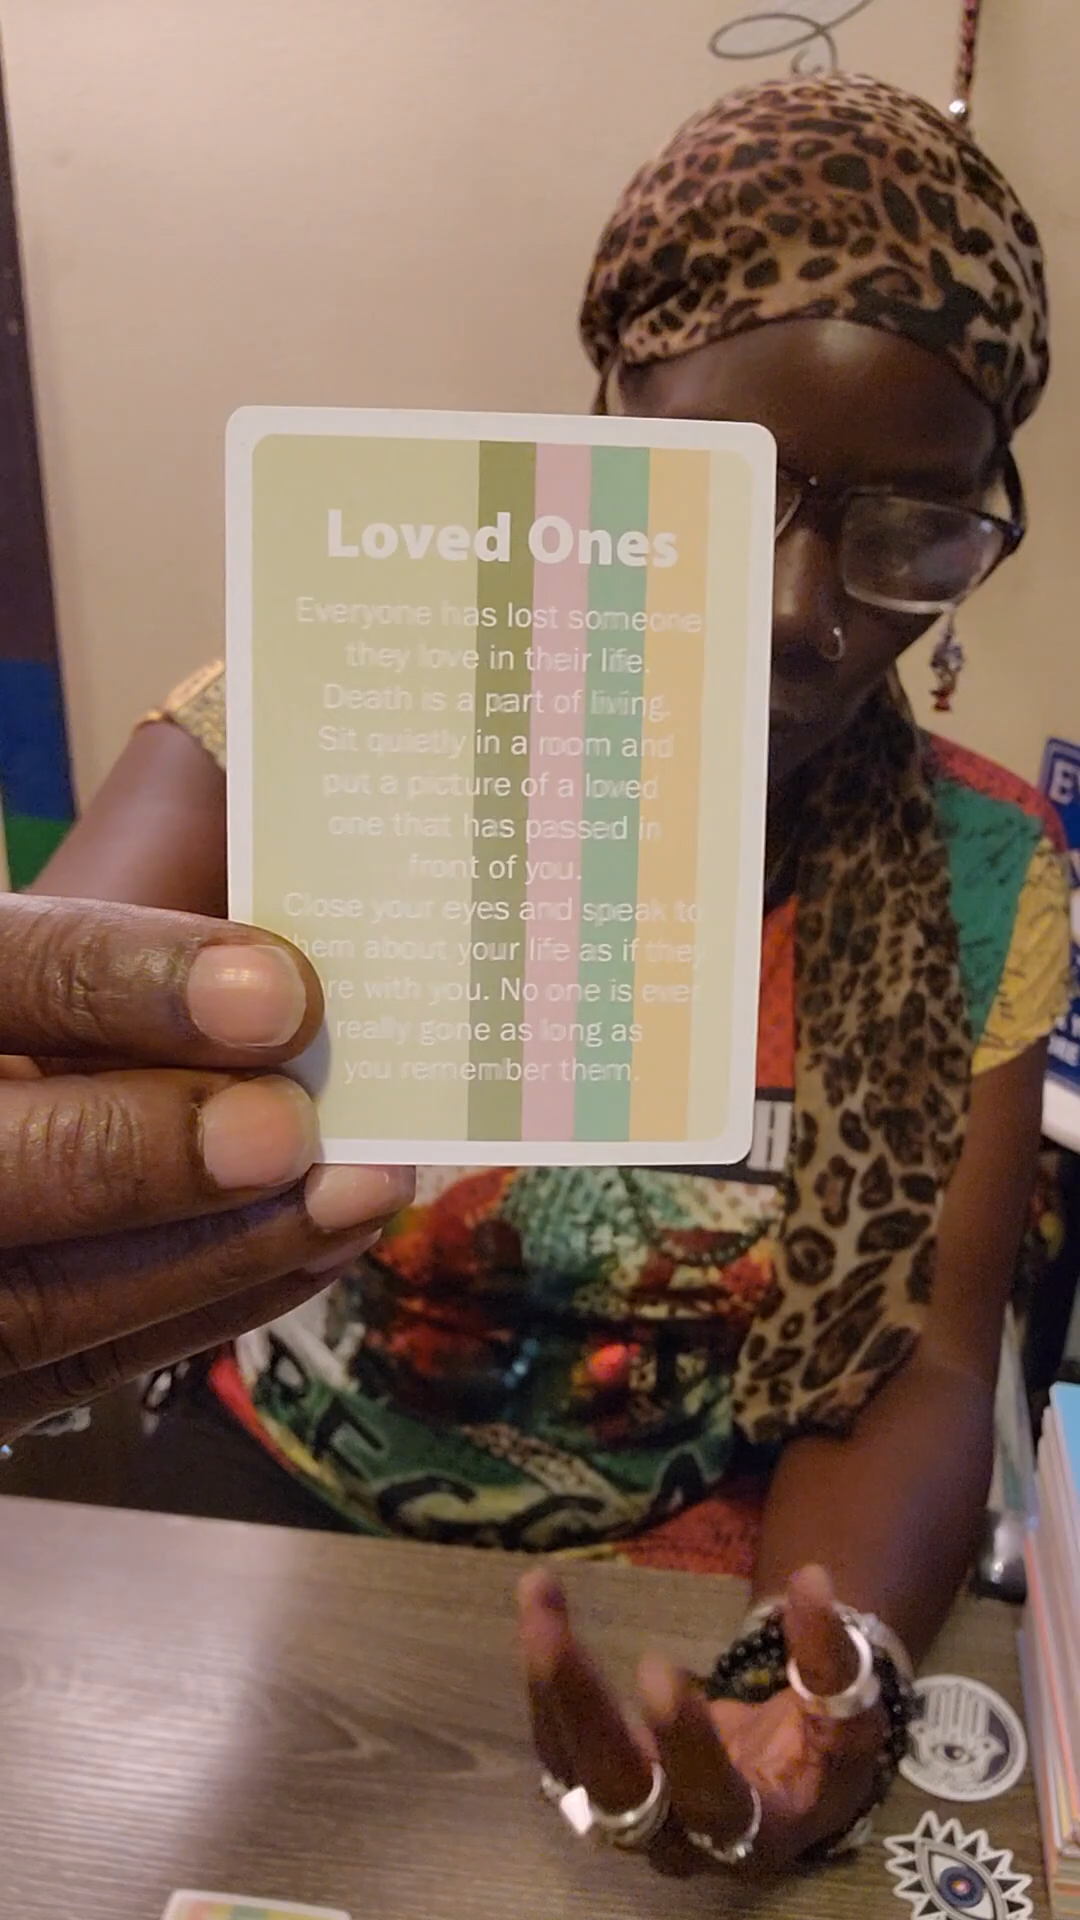 Loved Ones
Everyone has lost someone
they love in their life.
Death is a part of living.
Sit quietly in a room and
put a picture of a loved
one that has passed in
front of you.
Close your eyes and speak to
them about your life as if they
re with you. No one is ever
really gone as long as
you remember them.